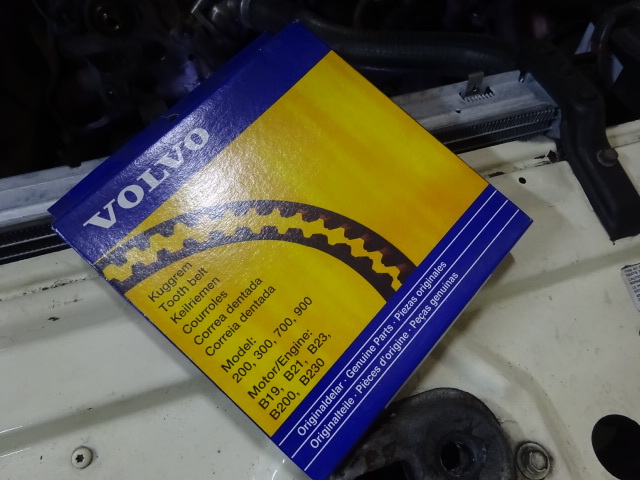 VOLVO
Kuggrem
Tooth belt
Keilriemen
Courroies
Correa dentada
Correia dentada
Model:
200, 300, 700, 900
Motor/Engine:
B19, B21, B23,
B200, B230
Originaldelar · Genuine Parts · Piezas originales
Originalteile · Pièces d'origine · Peças genuinas